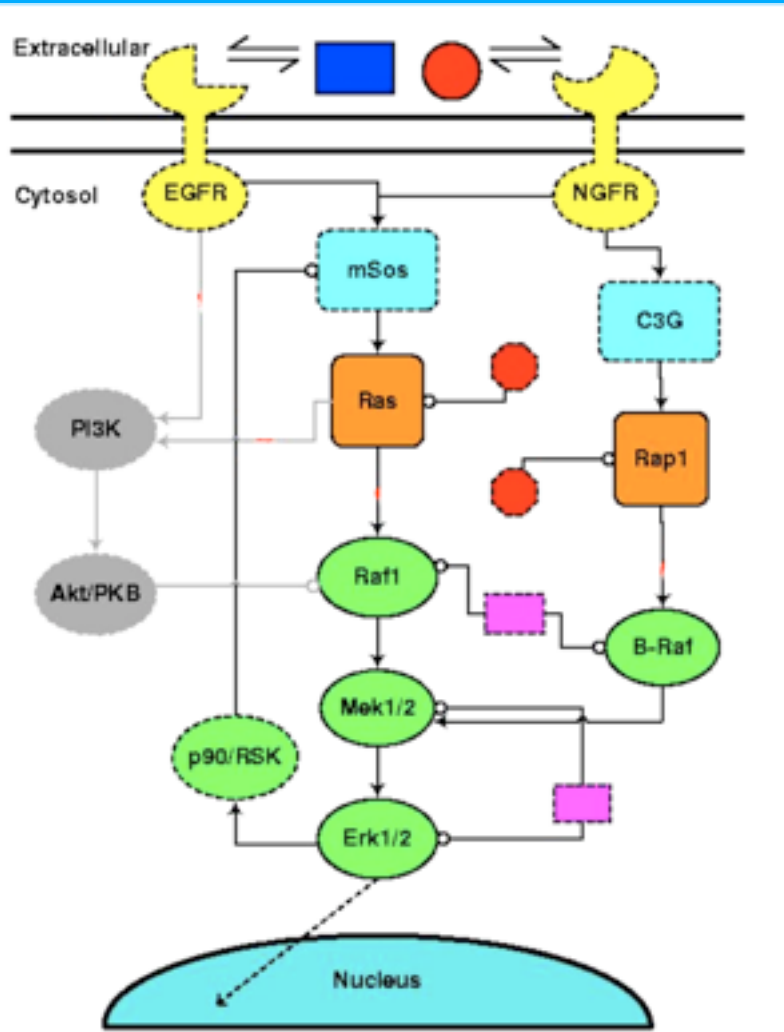 Extracellular
Cytosol
EGFR
NGFR
mSos
C3G
Ras
PI3K
Rap1
Raf1
Akt/PKB
B-Raf
Mek1/2
p90/RSK
Erk1/2
Nucleus